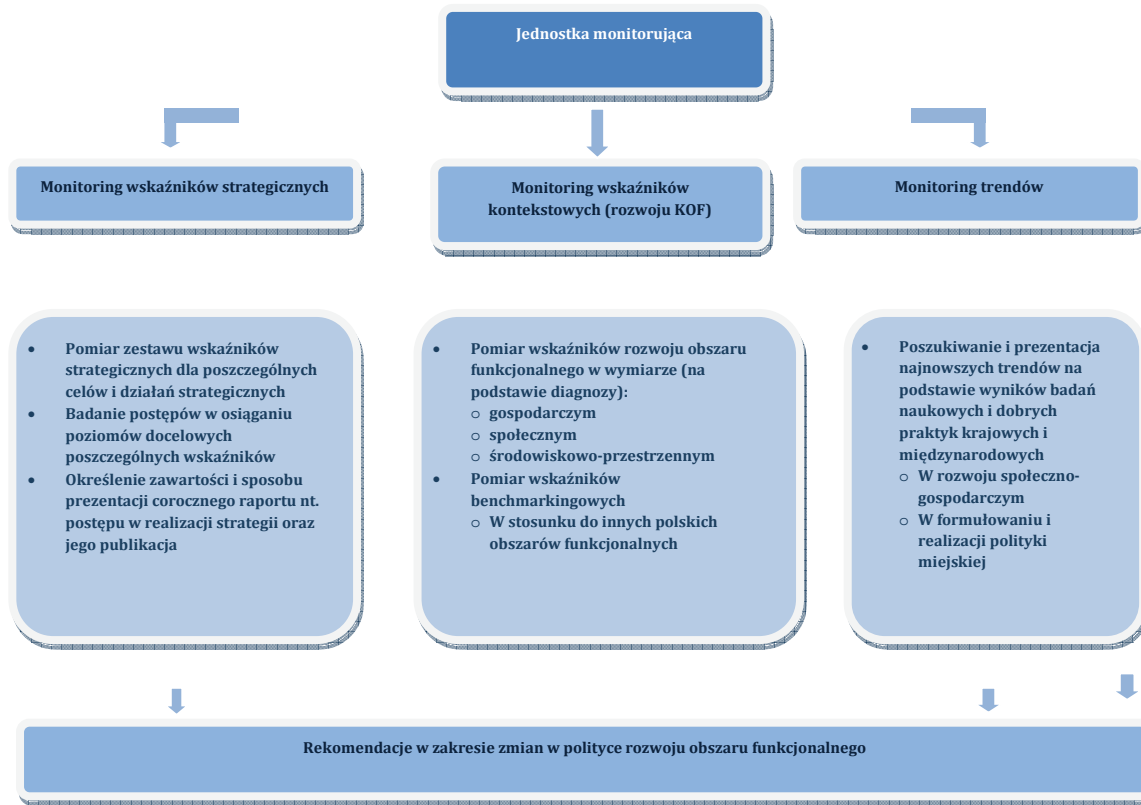 Jednostka monitorująca
Monitoring wskaźników strategicznych
Monitoring wskaźników
kontekstowych (rozwoju KOF)
Monitoring trendów
• Pomiar zestawu wskaźników
strategicznych dla poszczególnych
celów i działań strategicznych
• Badanie postępów w osiąganiu
poziomów docelowych
poszczególnych wskaźników
• Określenie zawartości i sposobu
prezentacji corocznego raportu nt.
postępu w realizacji strategii oraz
jego publikacja
• Pomiar wskaźników rozwoju obszaru
funkcjonalnego w wymiarze (na
podstawie diagnozy):
o gospodarczym
o społecznym
o środowiskowo-przestrzennym
• Pomiar wskaźników
benchmarkingowych
o W stosunku do innych polskich
obszarów funkcjonalnych
• Poszukiwanie i prezentacja
najnowszych trendów na
podstawie wyników badań
naukowych i dobrych
praktyk krajowych i
międzynarodowych
o W rozwoju społeczno-
gospodarczym
o W formułowaniu i
realizacji polityki
miejskiej
Rekomendacje w zakresie zmian w polityce rozwoju obszaru funkcjonalnego